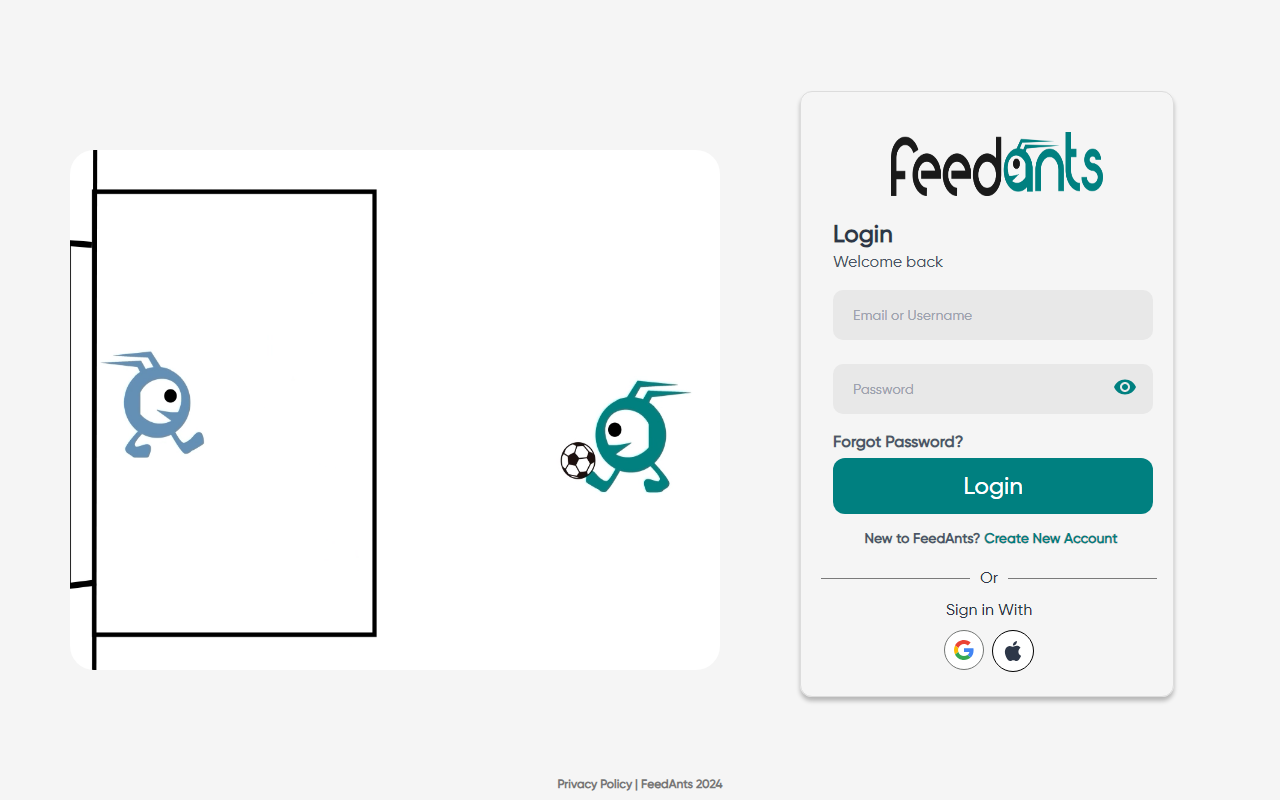 feedants
Login
Welcome back
Email or Username
Password
Forgot Password?
Login
New to FeedAnts? Create New Account
Or
Sign in With
Privacy Policy | FeedAnts 2024